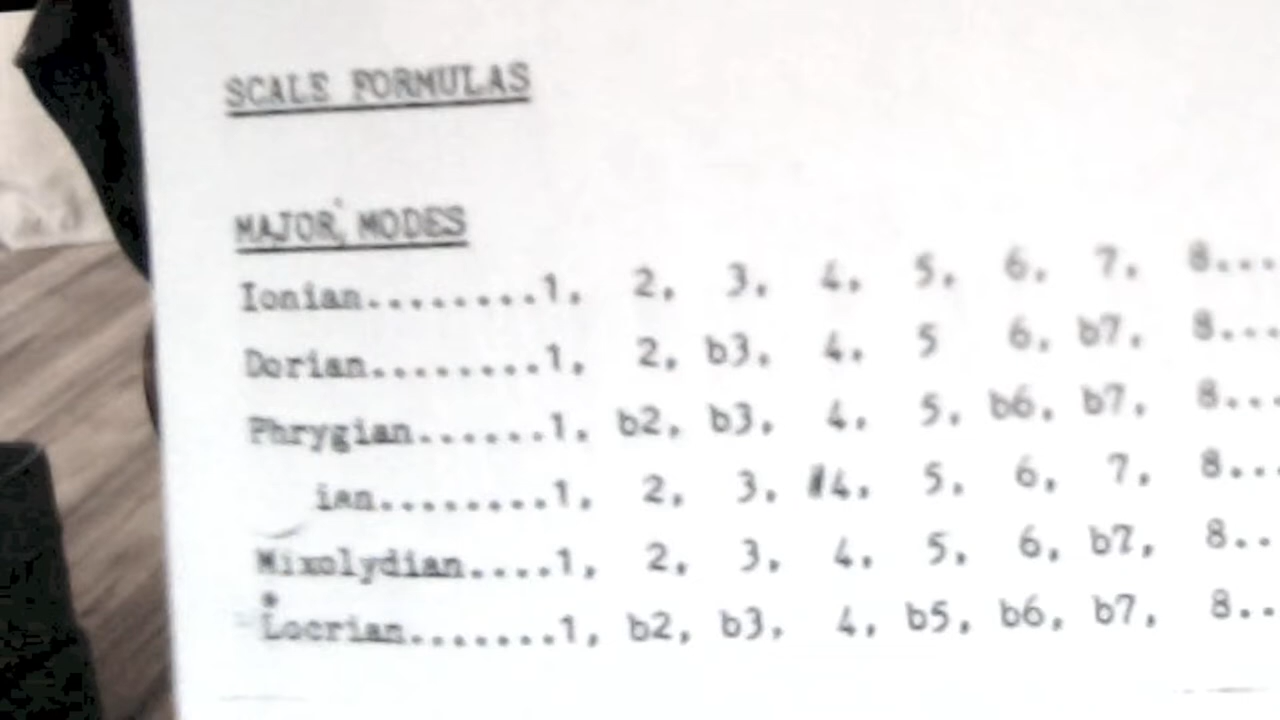 SCALE FORMULAS
MAJOR MODES
Ionian........1, 2, 3, 4, 5, 6, 7, 8...
Dorian........1, 2, b3, 4, 5 6, b7, 8...
Phrygian......1, b2, b3, 4, 5, b6, b7, 8...
ian........1, 2, 3, #4, 5, 6, 7, 8...
Mixolydian....1, 2, 3, 4, 5, 6, b7, 8..
Locrian.......1, b2, b3, 4, b5, b6, b7, 8..